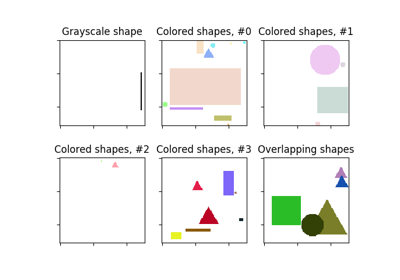 Grayscale shape
Colored shapes, #0
Colored shapes, #1
Colored shapes, #2
Colored shapes, #3
Overlapping shapes